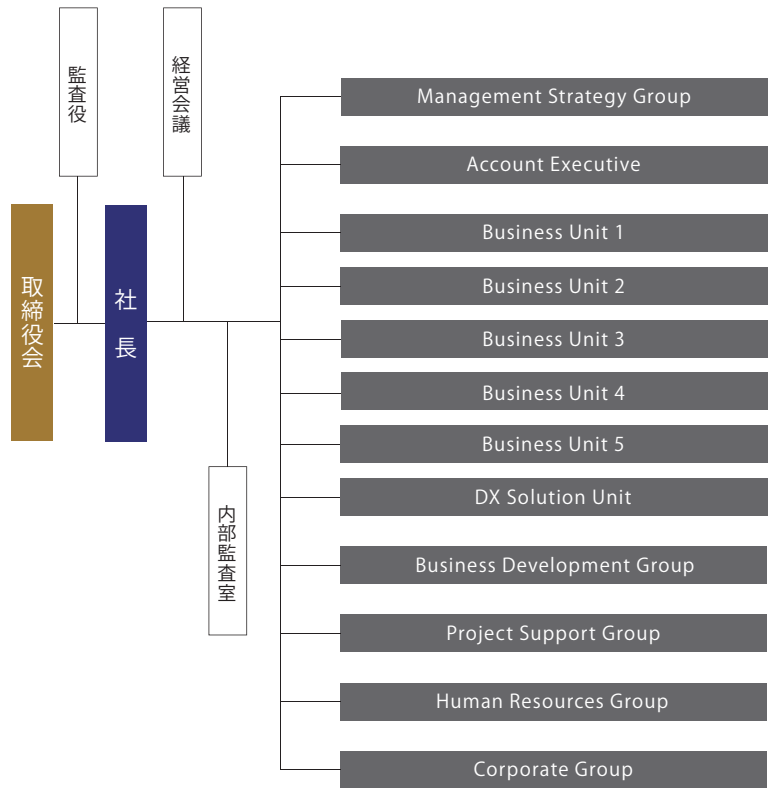 監査役
経営会議
取締役会
社長
内部監査室
Management Strategy Group
Account Executive
Business Unit 1
Business Unit 2
Business Unit 3
Business Unit 4
Business Unit 5
DX Solution Unit
Business Development Group
Project Support Group
Human Resources Group
Corporate Group